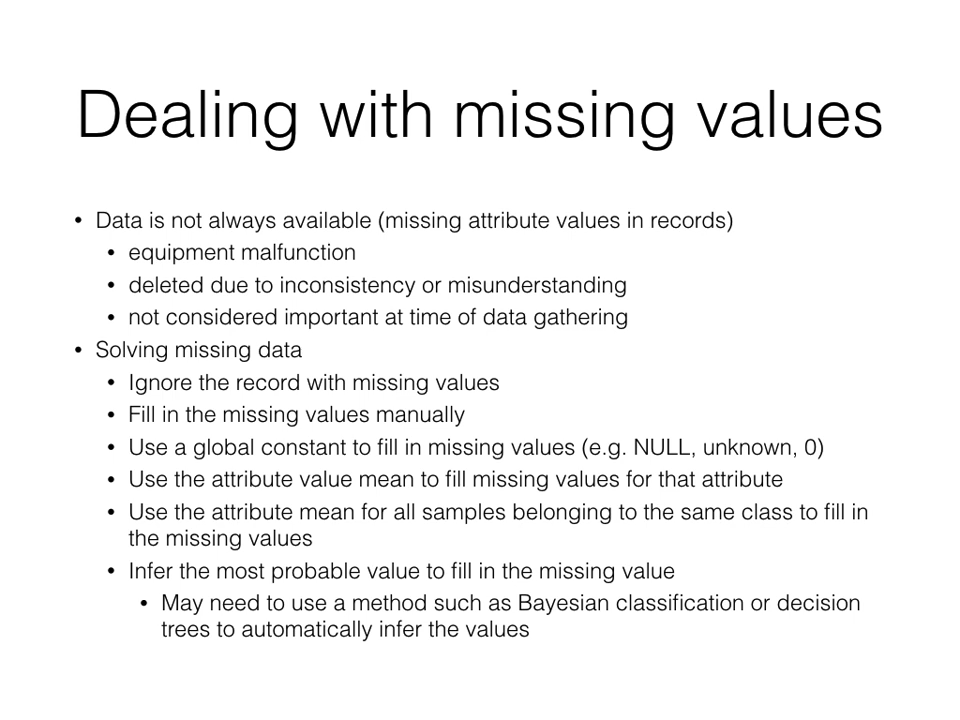 Dealing with missing values
• Data is not always available (missing attribute values in records)
• equipment malfunction
• deleted due to inconsistency or misunderstanding
• not considered important at time of data gathering
• Solving missing data
• Ignore the record with missing values
• Fill in the missing values manually
• Use a global constant to fill in missing values (e.g. NULL, unknown, 0)
• Use the attribute value mean to fill missing values for that attribute
• Use the attribute mean for all samples belonging to the same class to fill in
the missing values
• Infer the most probable value to fill in the missing value
• May need to use a method such as Bayesian classification or decision
trees to automatically infer the values